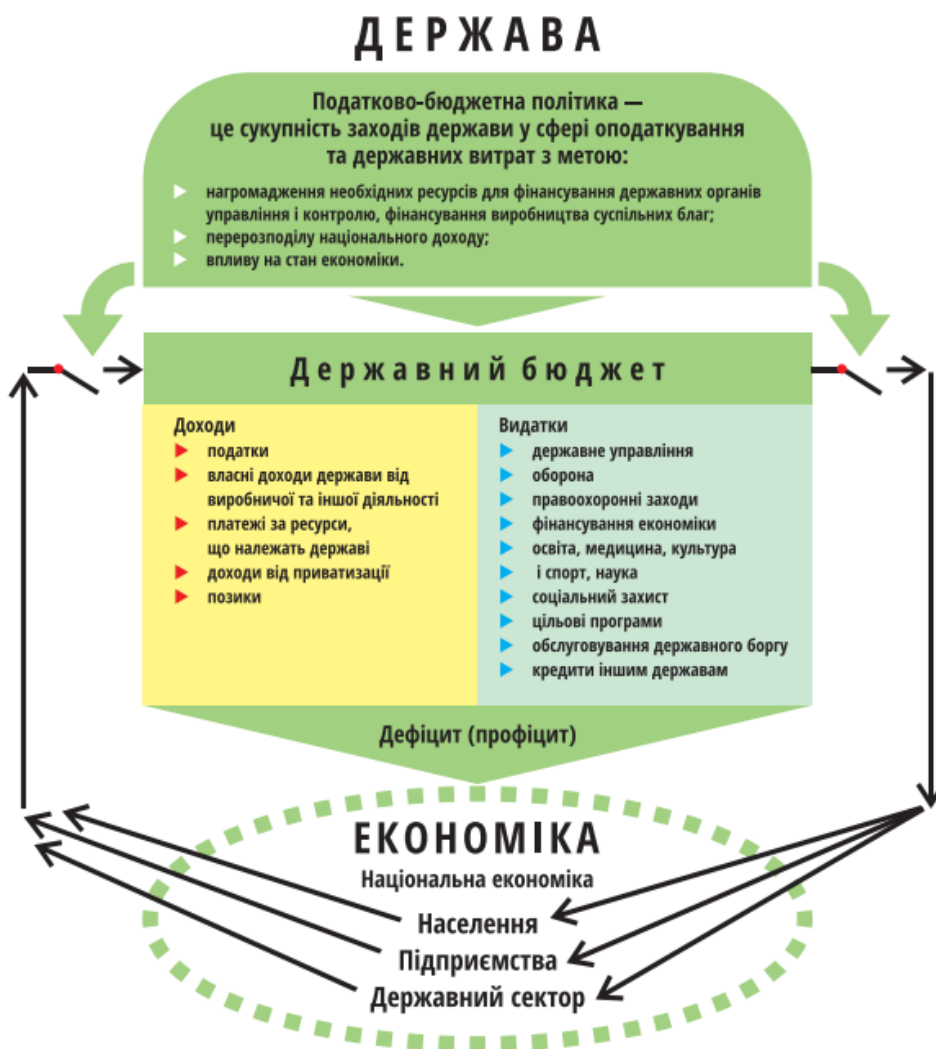 ДЕРЖАВА
Податково-бюджетна політика —
це сукупність заходів держави у сфері оподаткування
та державних витрат з метою:
нагромадження необхідних ресурсів для фінансування державних органів
управління і контролю, фінансування виробництва суспільних благ;
перерозподілу національного доходу;
впливу на стан економіки.
Державний бюджет
Доходи
податки
власні доходи держави від
виробничої та іншої діяльності
платежі за ресурси,
що належать державі
доходи від приватизації
позики
Видатки
державне управління
оборона
правоохоронні заходи
фінансування економіки
освіта, медицина, культура
і спорт, наука
соціальний захист
цільові програми
обслуговування державного боргу
кредити іншим державам
Дефіцит (профіцит)
ЕКОНОМІКА
Національна економіка
Населення
Підприємства
Державний сектор